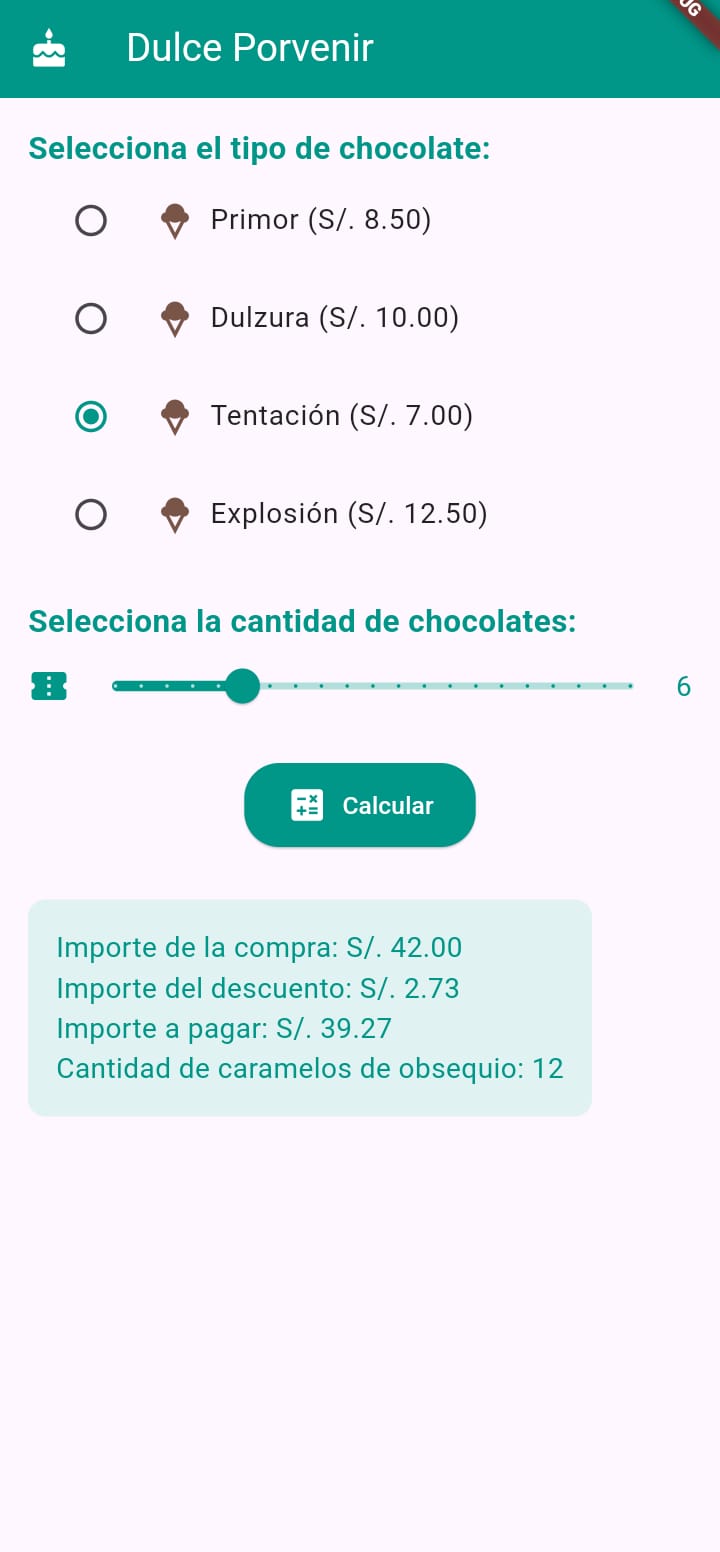 Dulce Porvenir
Selecciona el tipo de chocolate:
Primor (S/. 8.50)
Dulzura (S/. 10.00)
Tentación (S/. 7.00)
Explosión (S/. 12.50)
Selecciona la cantidad de chocolates:
6
Calcular
Importe de la compra: S/. 42.00
Importe del descuento: S/. 2.73
Importe a pagar: S/. 39.27
Cantidad de caramelos de obsequio: 12